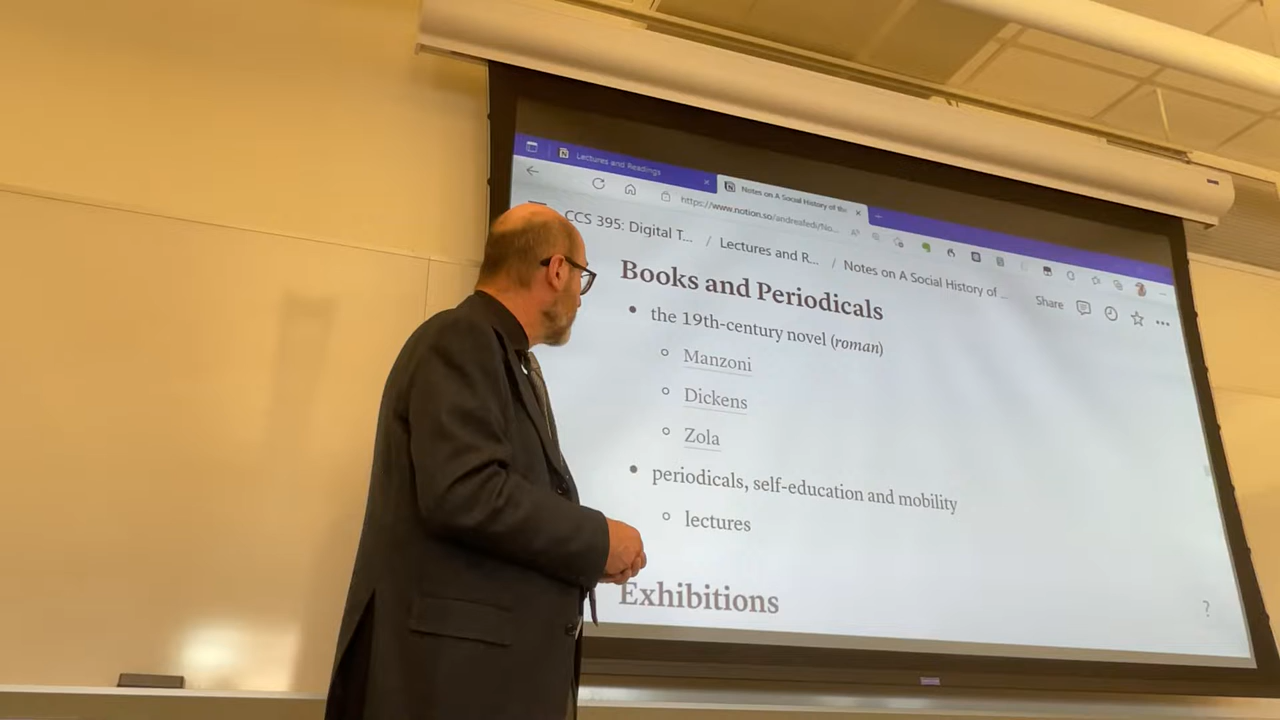 Lectures and Readings
Notes on A Social History of the
https://www.notion.so/andreafedi/No...
CCS 395: Digital T... / Lectures and R... / Notes on A Social History of ...
Share
Books and Periodicals
the 19th-century novel (roman)
Manzoni
Dickens
Zola
periodicals, self-education and mobility
lectures
Exhibitions
?